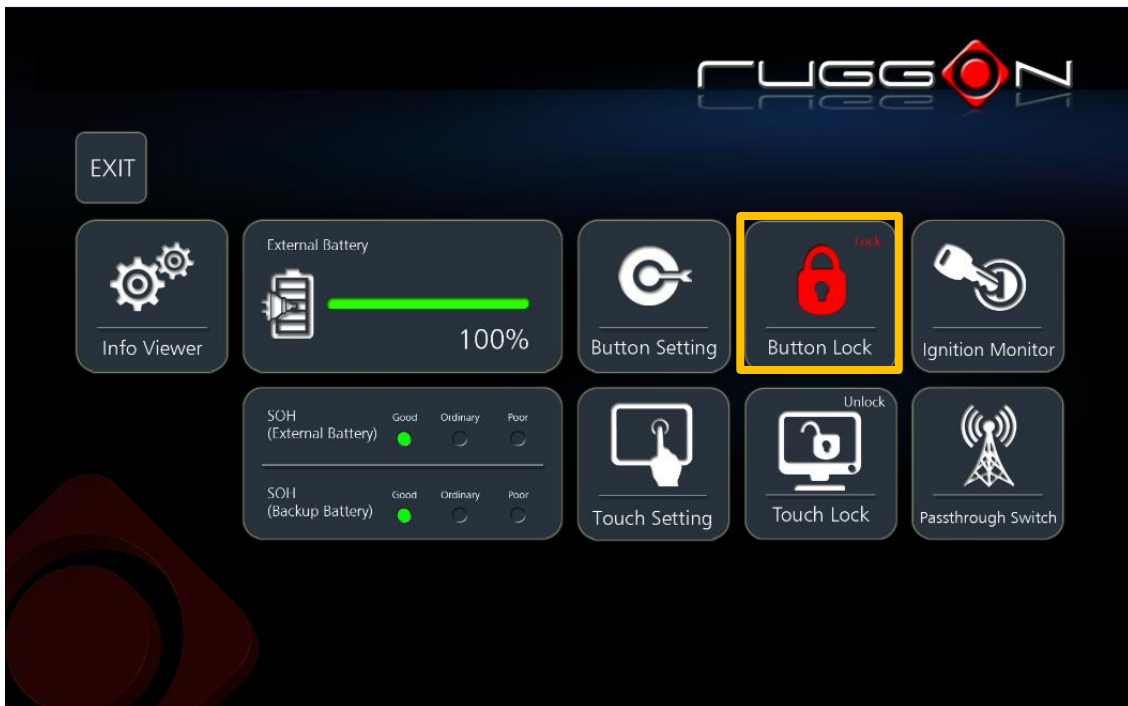 ruggon
EXIT
Info Viewer
External Battery
100%
Button Setting
Lock
Button Lock
Ignition Monitor
SOH
(External Battery)
Good Ordinary Poor
SOH
(Backup Battery)
Good Ordinary Poor
Touch Setting
Unlock
Touch Lock
Passthrough Switch